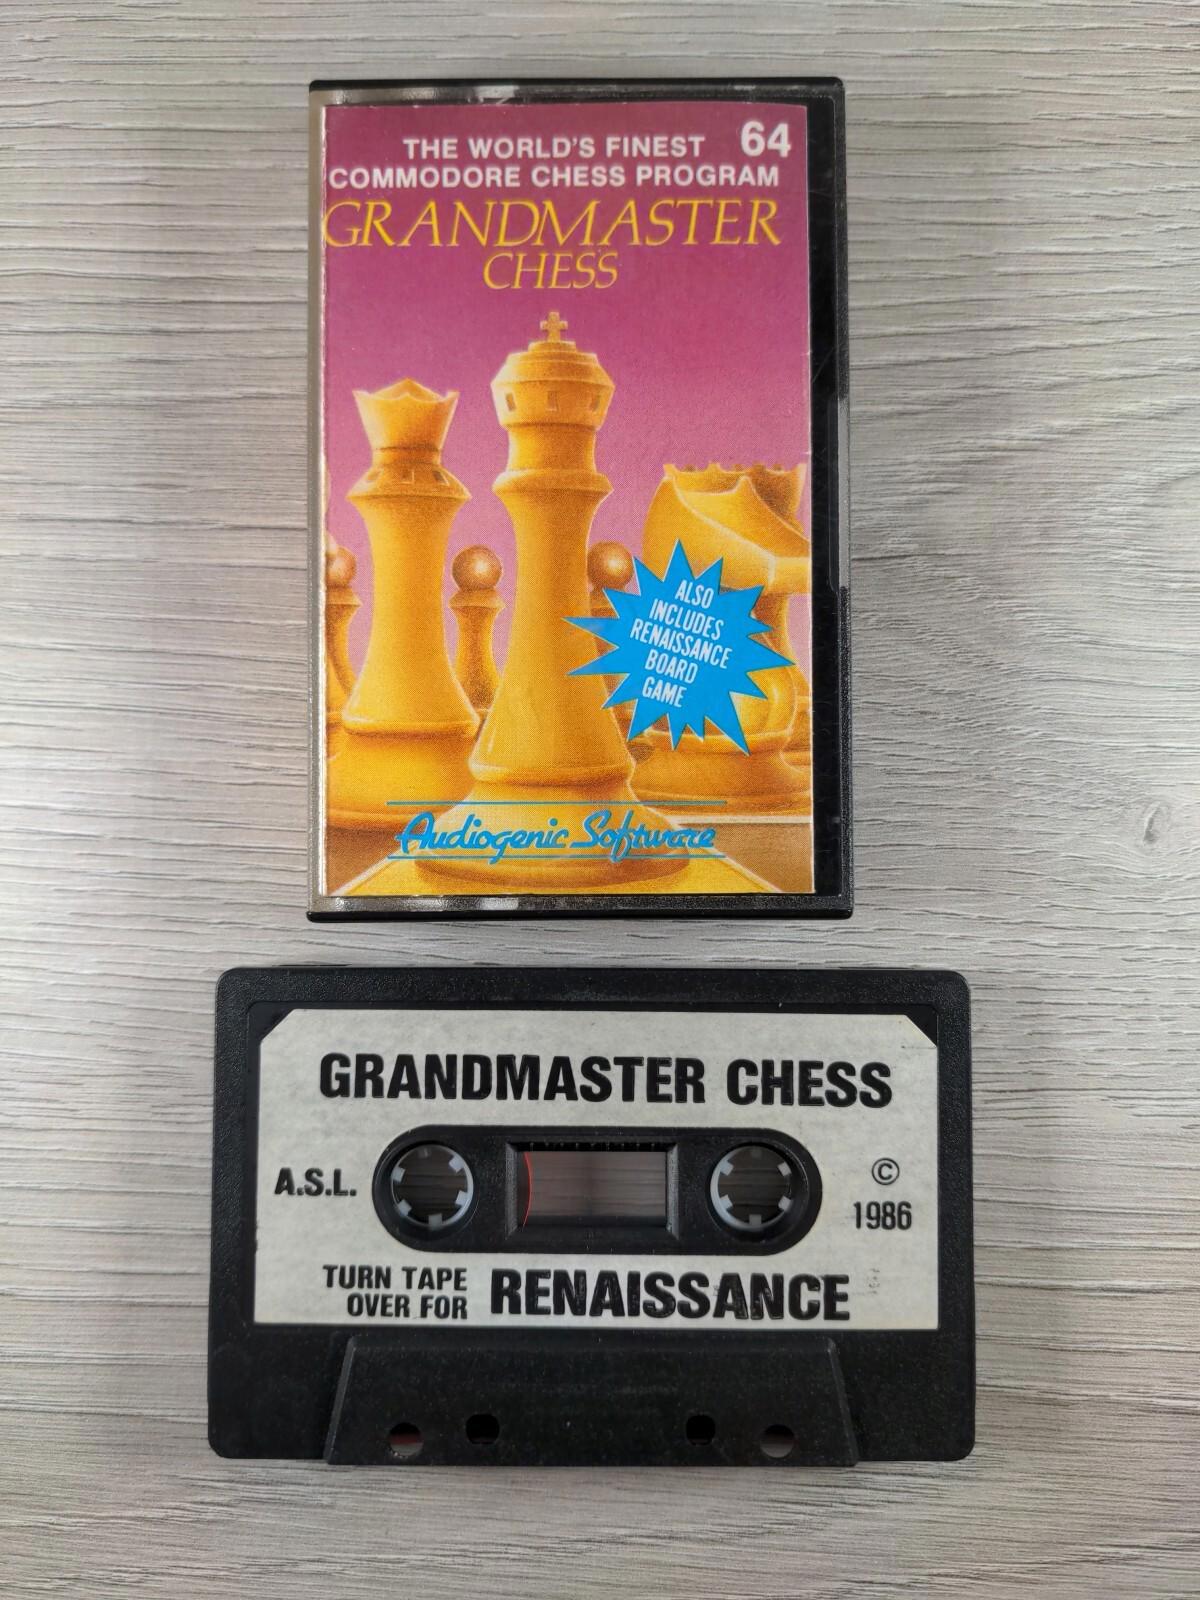 THE WORLD'S FINEST 64
COMMODORE CHESS PROGRAM
GRANDMASTER
CHESS
ALSO
INCLUDES
RENAISSANCE
BOARD
GAME
Audiogenic Software
GRANDMASTER CHESS
A.S.L.
©
1986
TURN TAPE
OVER FOR
RENAISSANCE